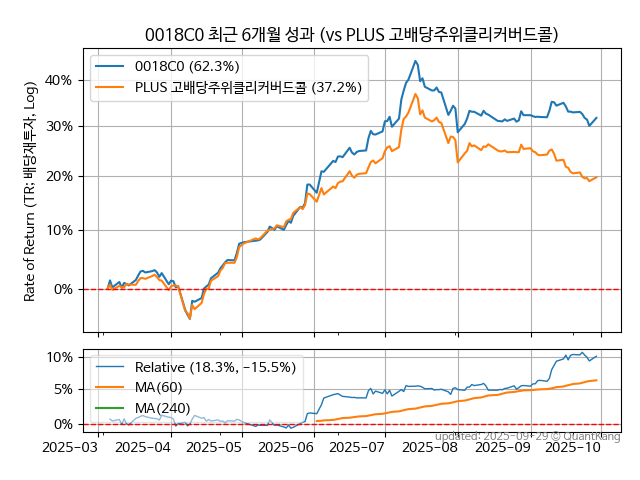 0018C0 최근 6개월 성과 (vs PLUS 고배당주위클리커버드콜)
0018C0 (62.3%)
PLUS 고배당주위클리커버드콜 (37.2%)
Rate of Return (TR: 배당재투자, Log)
40%
30%
20%
10%
0%
Relative (18.3%, -15.5%)
MA(60)
MA(240)
10%
5%
0%
updated: 2025-09-29 © QuantKang
2025-03 2025-04 2025-05 2025-06 2025-07 2025-08 2025-09 2025-10